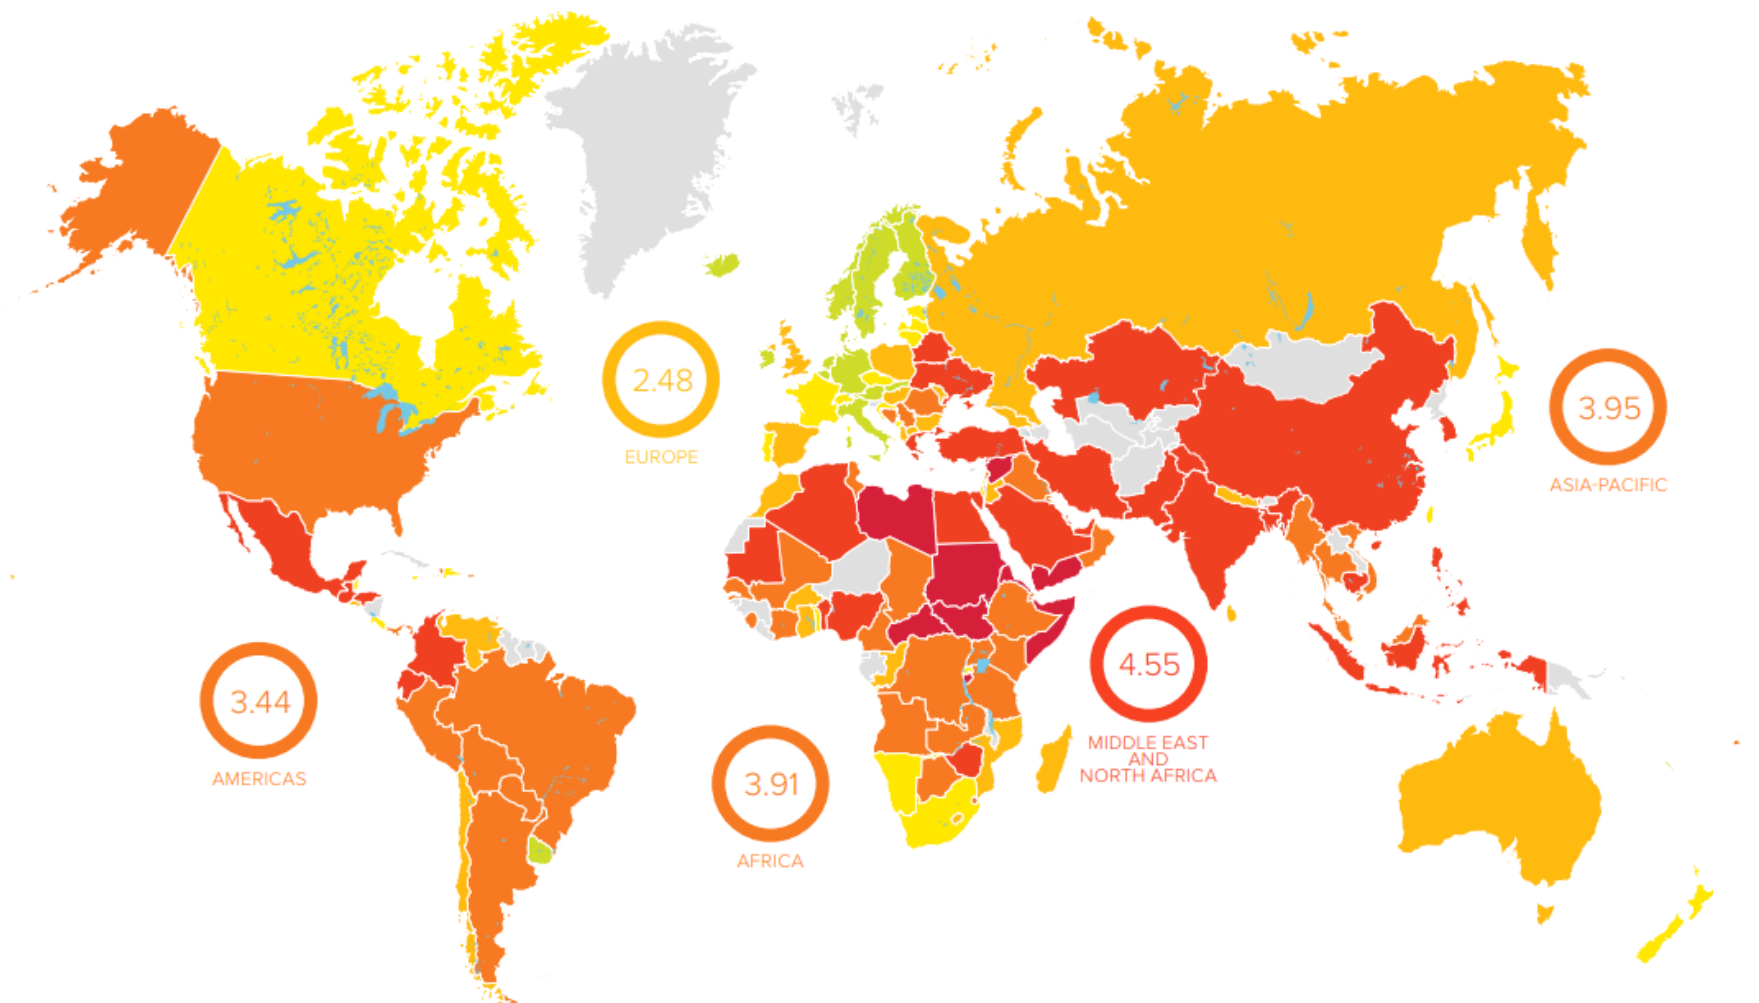 2.48
EUROPE
3.95
ASIA-PACIFIC
4.55
MIDDLE EAST
AND
NORTH AFRICA
3.44
AMERICAS
3.91
AFRICA